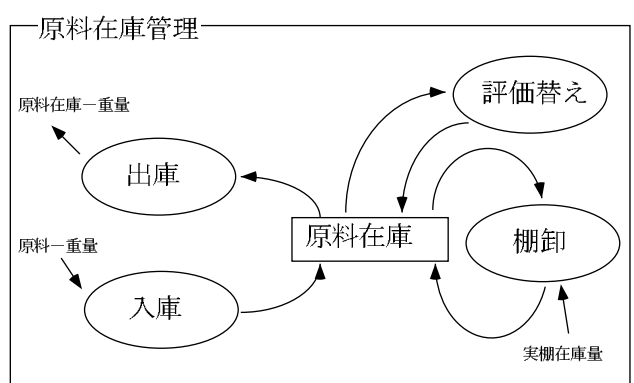 原料在庫管理
評価替え
原料在庫－重量
出庫
原料在庫
棚卸
原料－重量
入庫
実棚在庫量